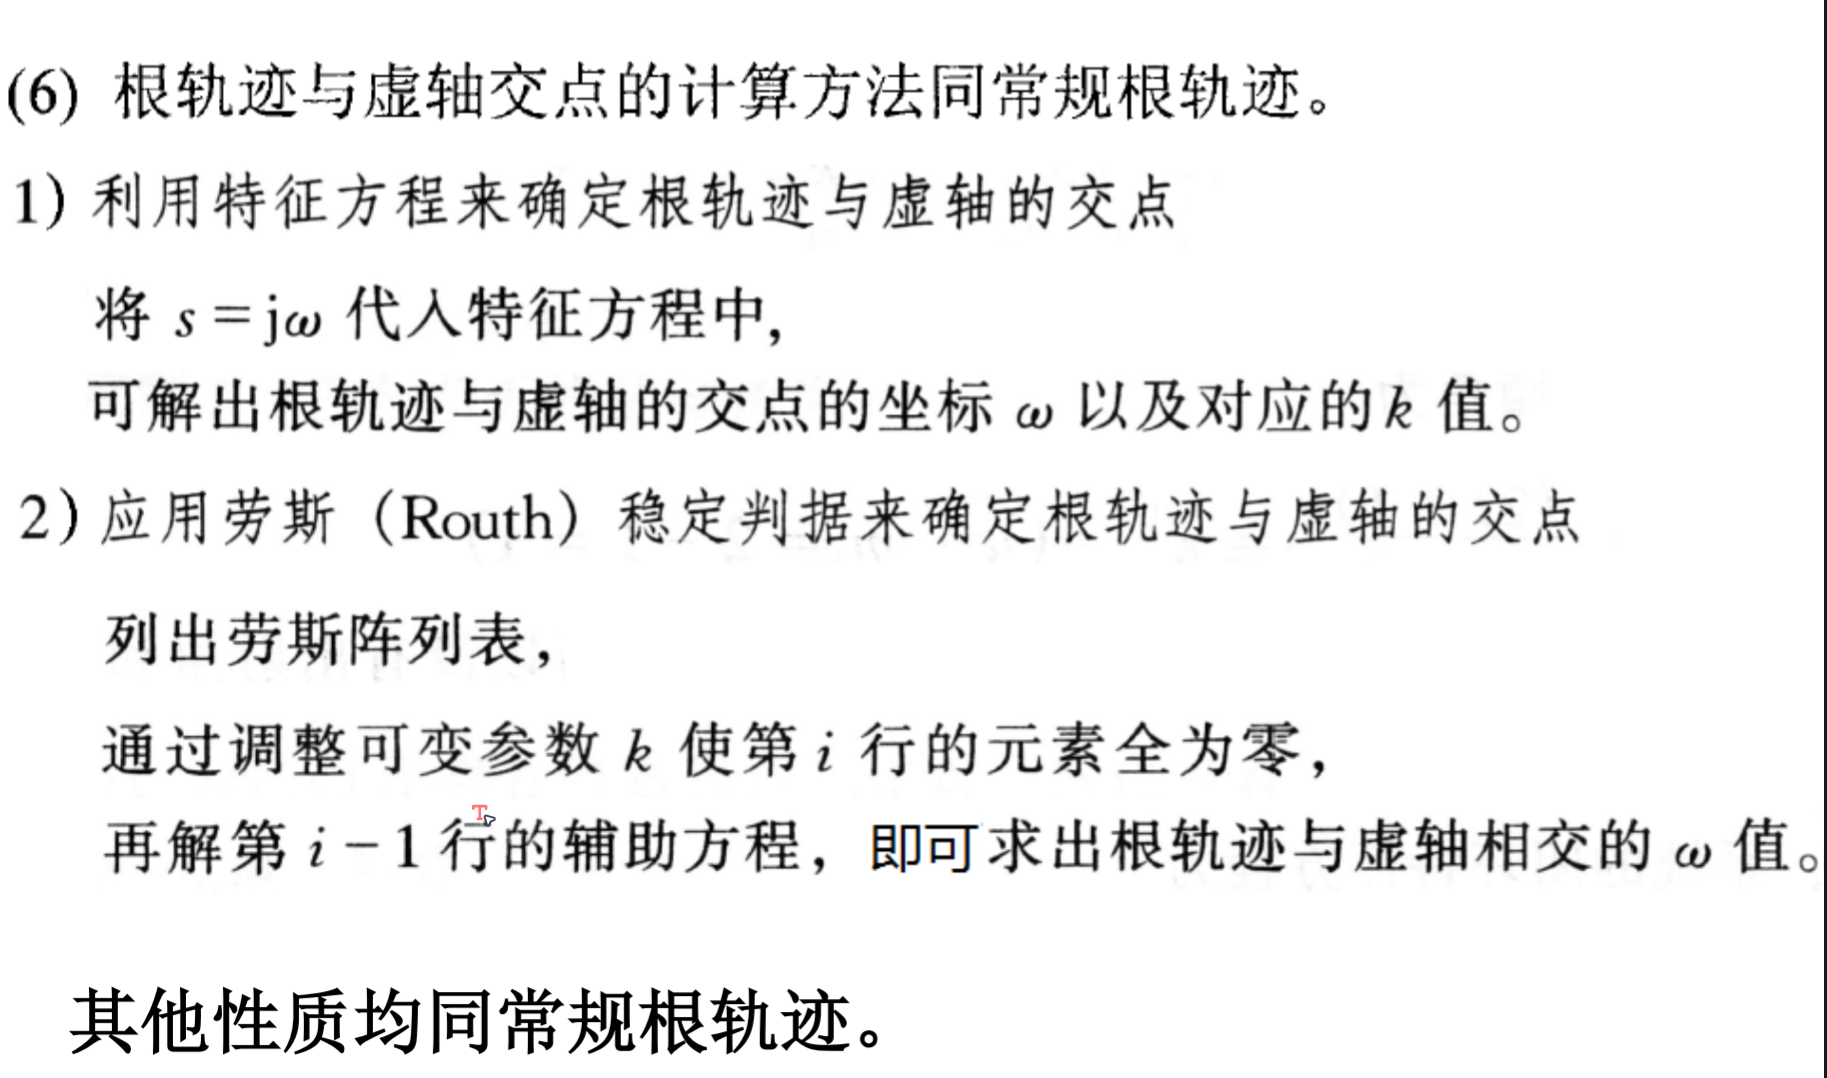 (6) 根轨迹与虚轴交点的计算方法同常规根轨迹。
1) 利用特征方程来确定根轨迹与虚轴的交点
将 s = jω 代入特征方程中,
可解出根轨迹与虚轴的交点的坐标 ω 以及对应的 k 值。
2) 应用劳斯（Routh）稳定判据来确定根轨迹与虚轴的交点
列出劳斯阵列表，
通过调整可变参数 k 使第 i 行的元素全为零，
再解第 i - 1 行的辅助方程，即可求出根轨迹与虚轴相交的 ω 值。
其他性质均同常规根轨迹。